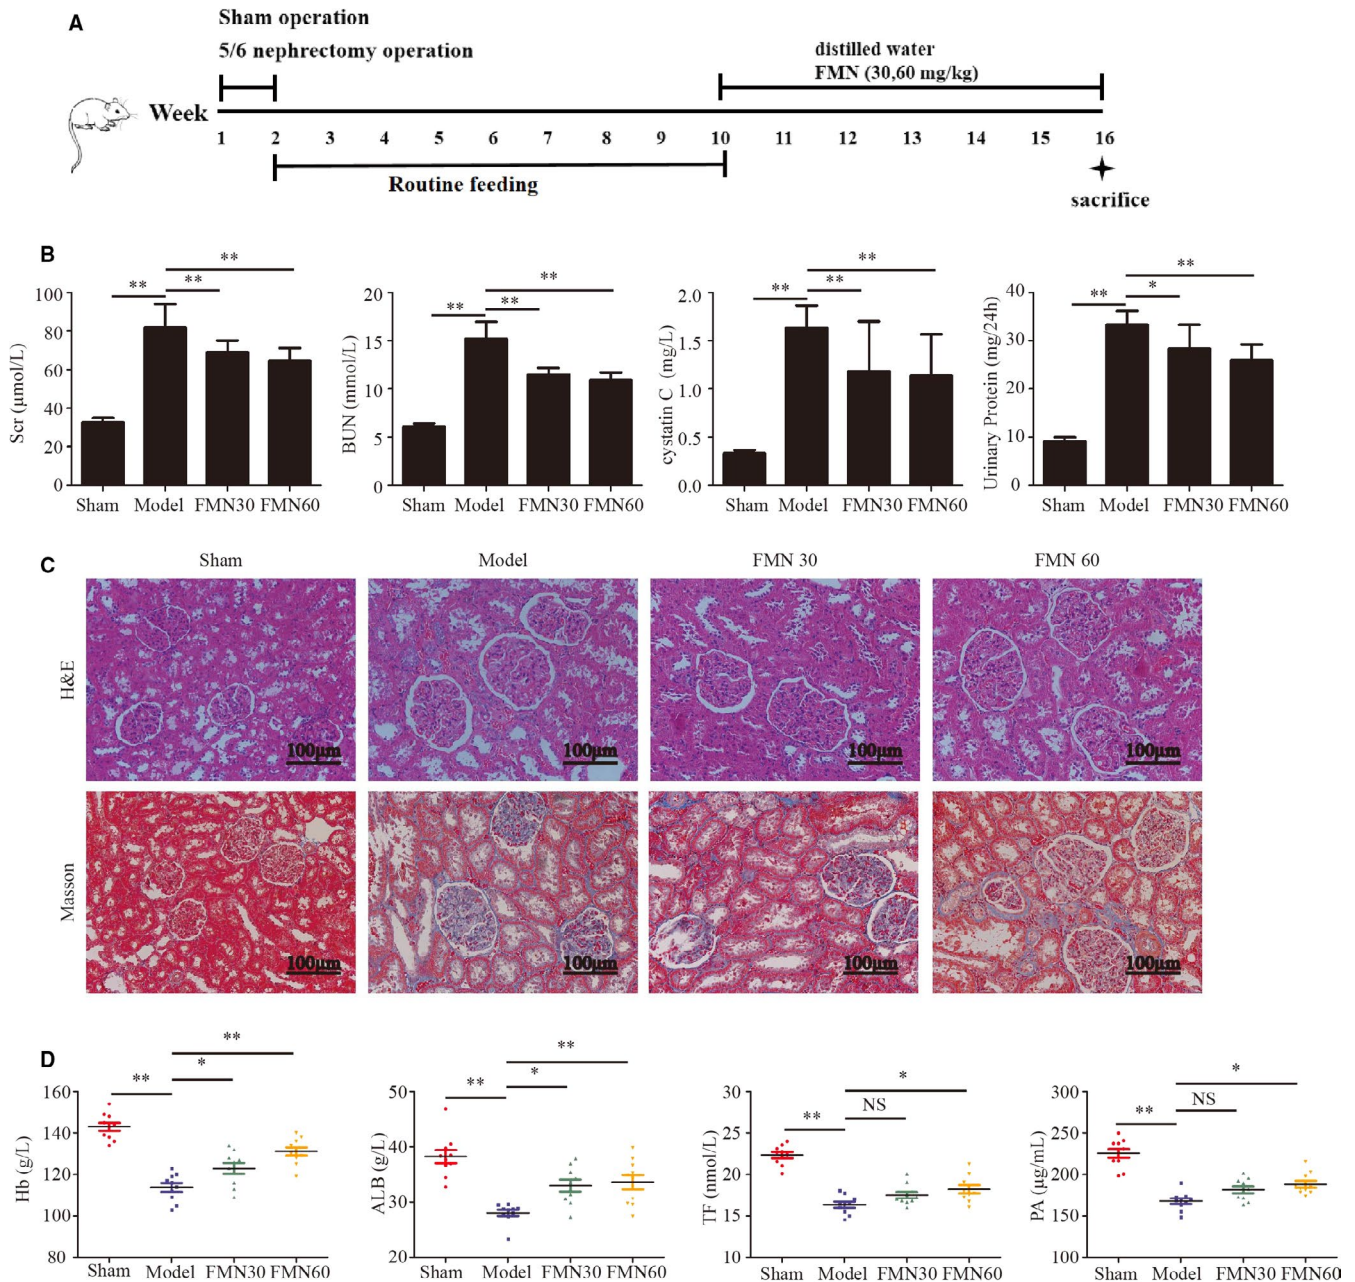 A
Sham operation
5/6 nephrectomy operation
distilled water
FMN (30,60 mg/kg)
Week
1 2 3 4 5 6 7 8 9 10 11 12 13 14 15 16
Routine feeding
sacrifice
B
Scr (μmol/L)
100
80
60
40
20
0
** ** **
Sham Model FMN30 FMN60
BUN (mmol/L)
20
15
10
5
0
** ** **
Sham Model FMN30 FMN60
cystatin C (mg/L)
2.0
1.5
1.0
0.5
0.0
** ** **
Sham Model FMN30 FMN60
Urinary Protein (mg/24h)
40
30
20
10
0
** * **
Sham Model FMN30 FMN60
C
Sham Model FMN 30 FMN 60
H&E
100μm 100μm 100μm 100μm
Masson
100μm 100μm 100μm 100μm
D
Hb (g/L)
160
140
120
100
80
** * **
Sham Model FMN30 FMN60
ALB (g/L)
50
40
30
20
** * **
Sham Model FMN30 FMN60
TF (nmol/L)
30
25
20
15
10
** NS *
Sham Model FMN30 FMN60
PA (μg/mL)
300
250
200
150
100
** NS *
Sham Model FMN30 FMN60